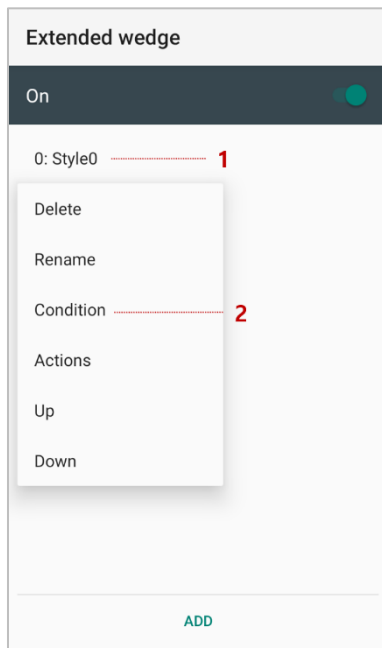 Extended wedge
On
0: Style0 1
Delete
Rename
Condition 2
Actions
Up
Down
ADD